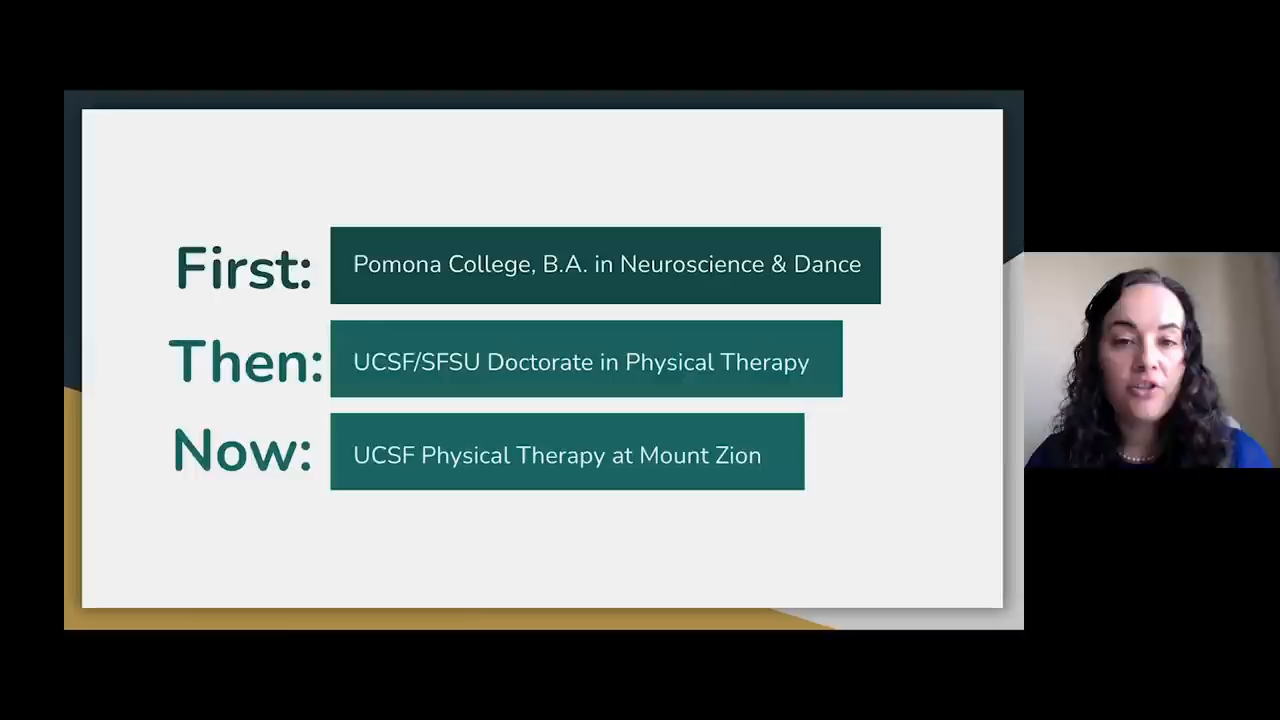 First: Pomona College, B.A. in Neuroscience & Dance
Then: UCSF/SFSU Doctorate in Physical Therapy
Now: UCSF Physical Therapy at Mount Zion